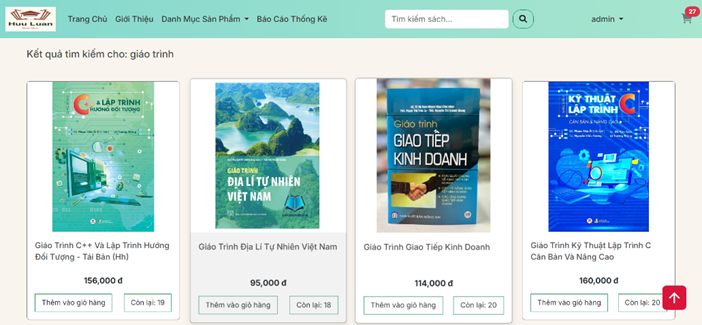 Huu Luan
Trang Chủ Giới Thiệu Danh Mục Sản Phẩm Báo Cáo Thống Kê
Tìm kiếm sách...
admin
27
Kết quả tìm kiếm cho: giáo trình
C++
& LẬP TRÌNH
HƯỚNG ĐỐI TƯỢNG
GIÁO TRÌNH
ĐỊA LÍ TỰ NHIÊN
VIỆT NAM
Giáo trình
GIAO TIẾP
KINH DOANH
KỸ THUẬT
LẬP TRÌNH C
CĂN BẢN & NÂNG CAO
Giáo Trình C++ Và Lập Trình Hướng
Đối Tượng - Tái Bản (Hh)
156,000 đ
Thêm vào giỏ hàng
Còn lại: 19
Giáo Trình Địa Lí Tự Nhiên Việt Nam
95,000 đ
Thêm vào giỏ hàng
Còn lại: 18
Giáo Trình Giao Tiếp Kinh Doanh
114,000 đ
Thêm vào giỏ hàng
Còn lại: 20
Giáo Trình Kỹ Thuật Lập Trình C
Căn Bản Và Nâng Cao
160,000 đ
Thêm vào giỏ hàng
Còn lại: 20